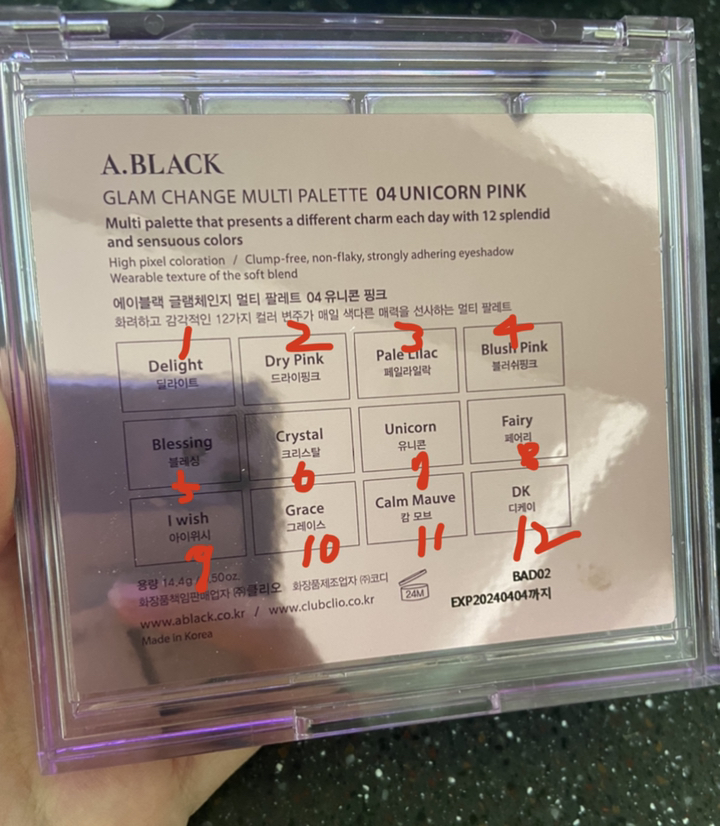 A.BLACK
GLAM CHANGE MULTI PALETTE 04 UNICORN PINK
Multi palette that presents a different charm each day with 12 splendid
and sensuous colors
High pixel coloration / Clump-free, non-flaky, strongly adhering eyeshadow
Wearable texture of the soft blend
에이블랙 글램체인지 멀티 팔레트 04 유니콘 핑크
화려하고 감각적인 12가지 컬러 변주가 매일 색다른 매력을 선사하는 멀티 팔레트
1 2 3 4
Delight Dry Pink Pale Lilac Blush Pink
딜라이트 드라이핑크 페일라일락 블러쉬핑크
Blessing Crystal Unicorn Fairy
블레싱 크리스탈 유니콘 페어리
5 6 7 8
I wish Grace Calm Mauve DK
아이위시 그레이스 캄 모브 디케이
9 10 11 12
용량 14.4g .50oz.
화장품책임판매업자 ㈜클리오 화장품제조업자 ㈜코디
www.ablack.co.kr / www.clubclio.co.kr
Made in Korea
24M
BAD02
EXP20240404까지